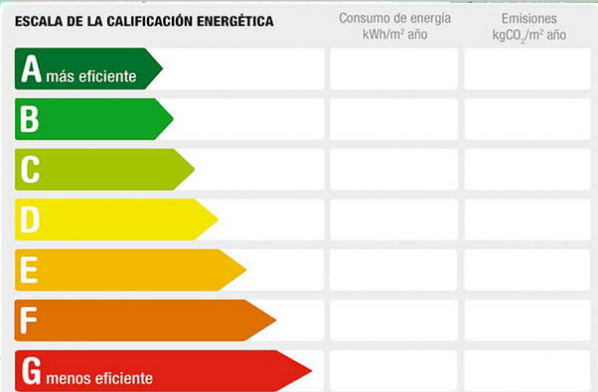 ESCALA DE LA CALIFICACIÓN ENERGÉTICA
Consumo de energía
kWh/m² año
Emisiones
kgCO₂/m² año
A más eficiente
B
C
D
E
F
G menos eficiente